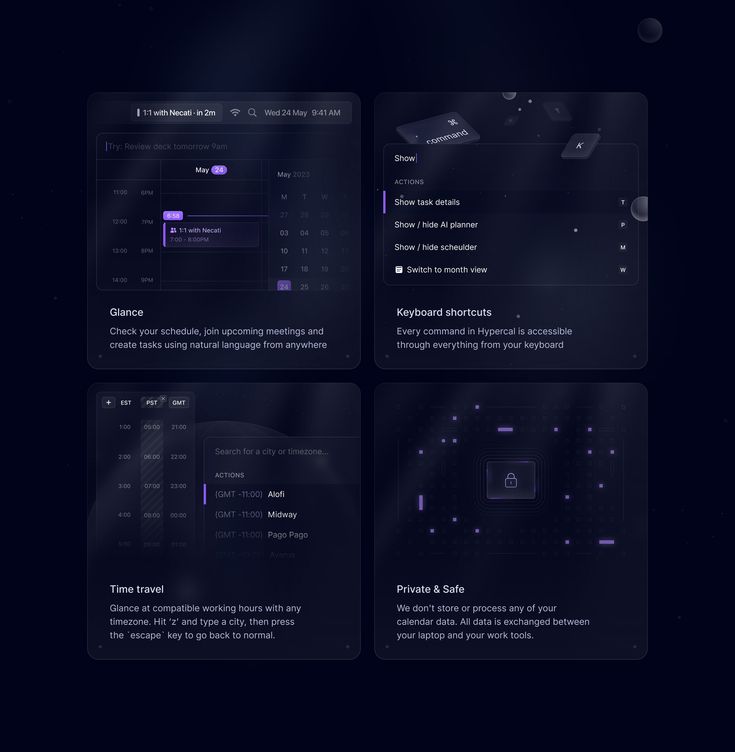 1:1 with Necati · in 2m
Wed 24 May 9:41 AM
Try: Review deck tomorrow 9am
May 24
11:00 6PM
12:00 7PM
13:00 8PM
14:00 9PM
6:58
1:1 with Necati
7:00 - 8:00PM
May 2023
M T W
27 28 29
03 04 05 06
10 11 12
17 18 19
24 25 26
Glance
Check your schedule, join upcoming meetings and
create tasks using natural language from anywhere
⌘
command
K
Show
ACTIONS
Show task details T
Show / hide AI planner P
Show / hide scheulder M
Switch to month view W
Keyboard shortcuts
Every command in Hypercal is accessible
through everything from your keyboard
+ EST PST × GMT
1:00 05:00 21:00
2:00 06:00 22:00
3:00 07:00 23:00
4:00 08:00 00:00
Search for a city or timezone...
ACTIONS
(GMT -11:00) Alofi
(GMT -11:00) Midway
(GMT -11:00) Pago Pago
Time travel
Glance at compatible working hours with any
timezone. Hit ‘z’ and type a city, then press
the `escape` key to go back to normal.
Private & Safe
We don't store or process any of your
calendar data. All data is exchanged between
your laptop and your work tools.